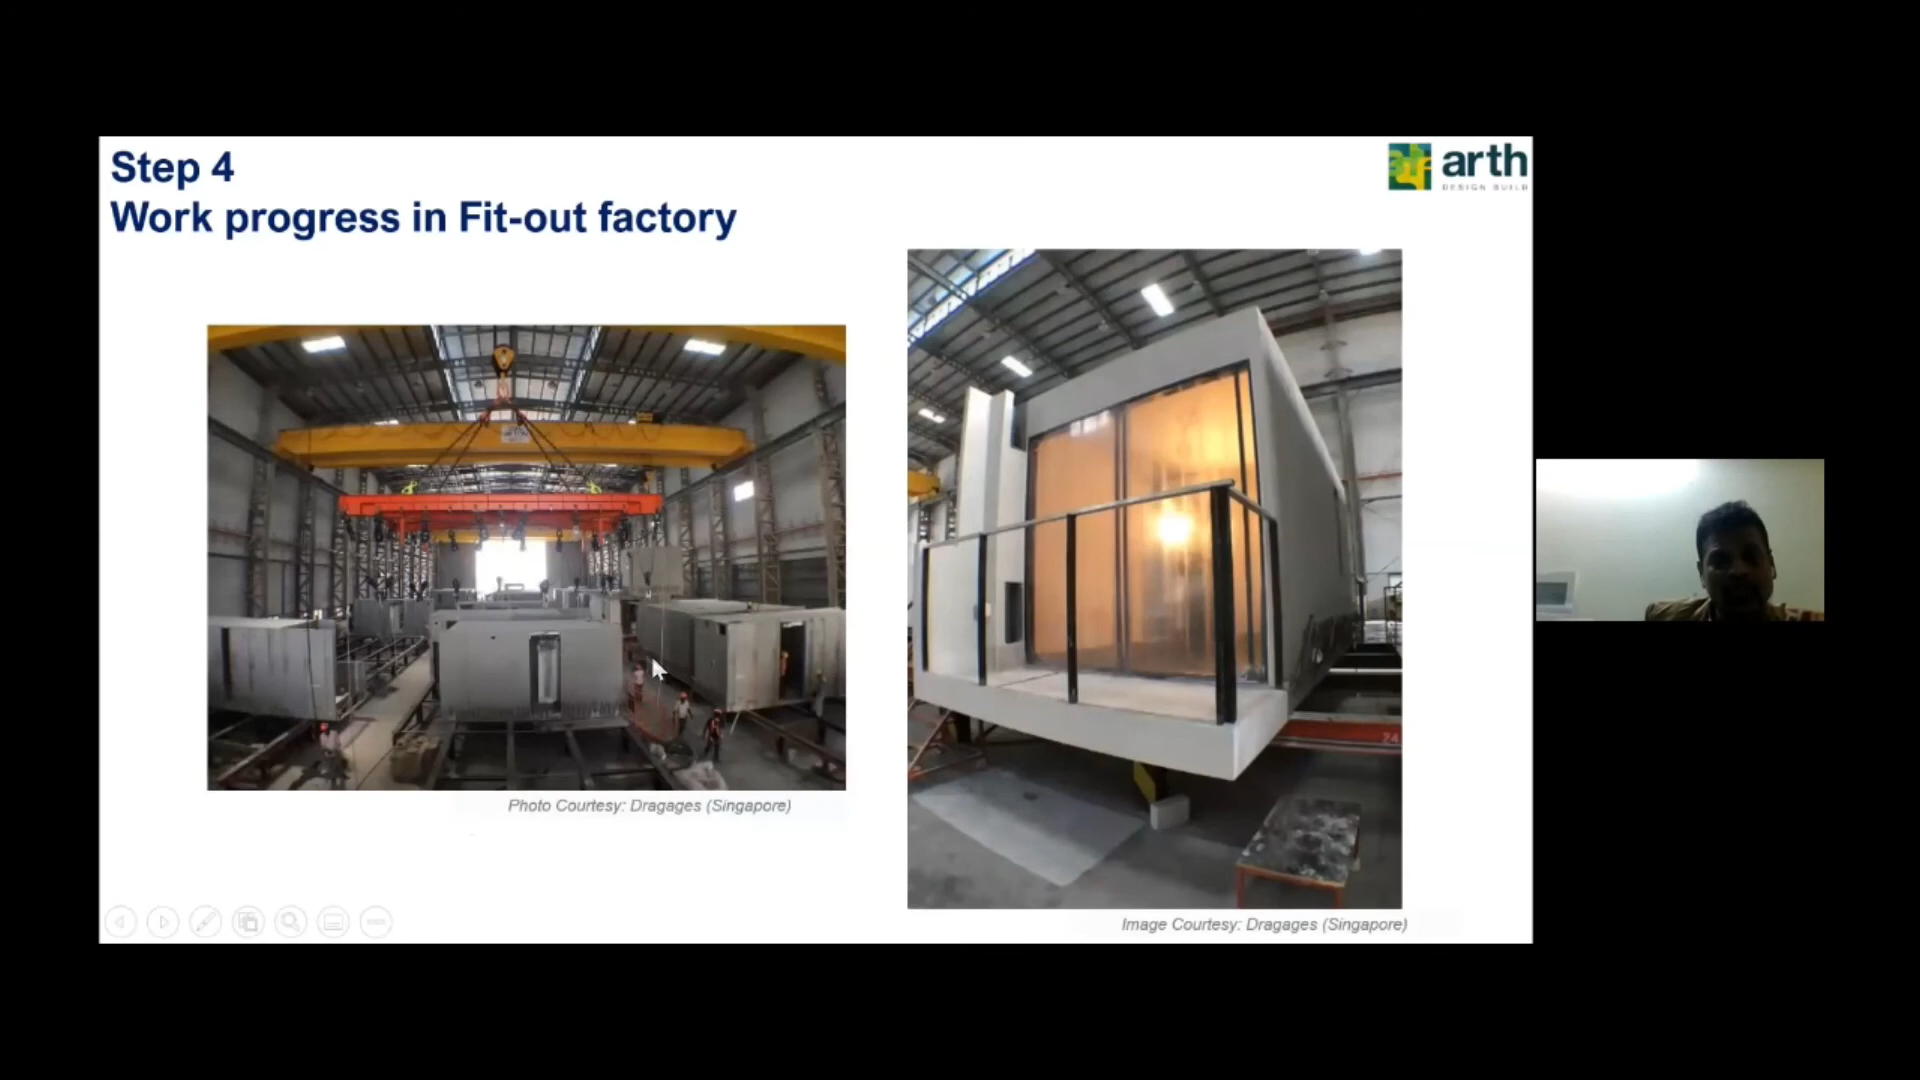 Step 4
Work progress in Fit-out factory
arth
DESIGN BUILD
Photo Courtesy: Dragages (Singapore)
24
Image Courtesy: Dragages (Singapore)